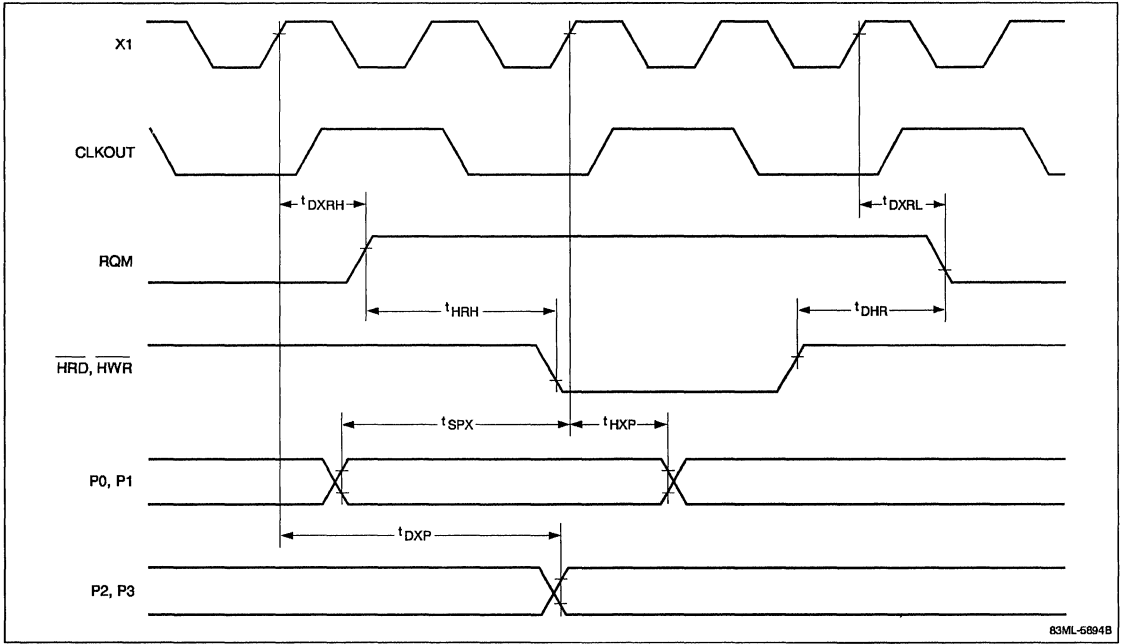 X1
CLKOUT
tDXRH
tDXRL
RQM
tHRH
tDHR
HRD, HWR
tSPX
tHXP
P0, P1
tDXP
P2, P3
83ML-6894B